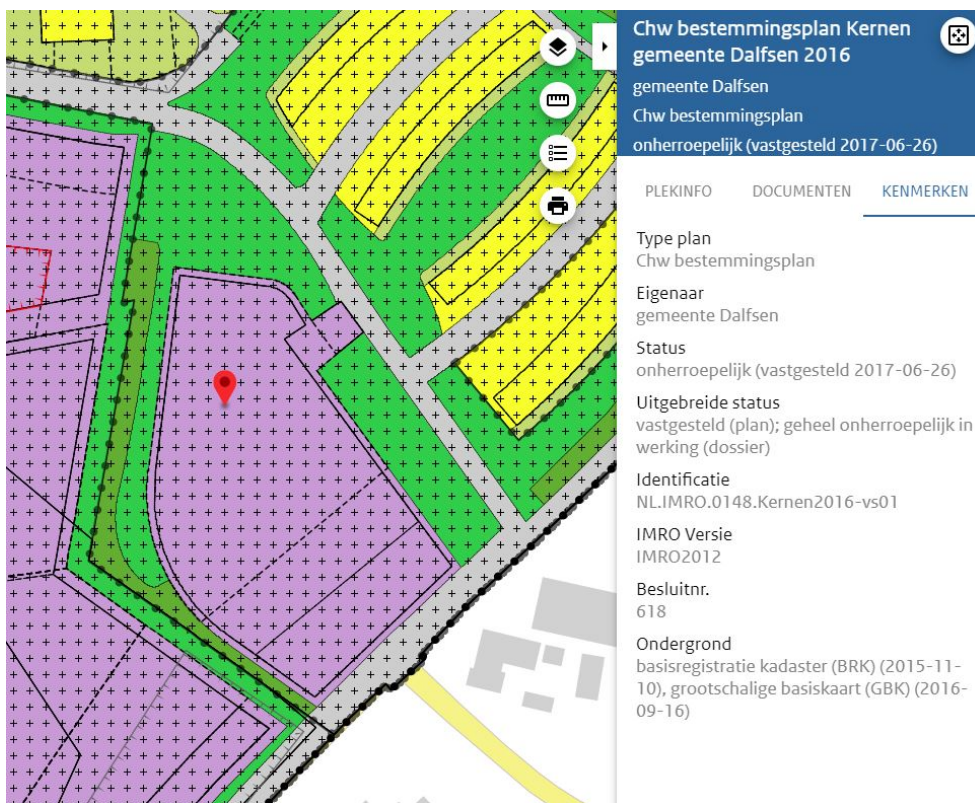 Chw bestemmingsplan Kernen
gemeente Dalfsen 2016
gemeente Dalfsen
Chw bestemmingsplan
onherroepelijk (vastgesteld 2017-06-26)
PLEKINFO DOCUMENTEN KENMERKEN
Type plan
Chw bestemmingsplan
Eigenaar
gemeente Dalfsen
Status
onherroepelijk (vastgesteld 2017-06-26)
Uitgebreide status
vastgesteld (plan); geheel onherroepelijk in
werking (dossier)
Identificatie
NL.IMRO.0148.Kernen2016-vs01
IMRO Versie
IMRO2012
Besluitnr.
618
Ondergrond
basisregistratie kadaster (BRK) (2015-11-
10), grootschalige basiskaart (GBK) (2016-
09-16)